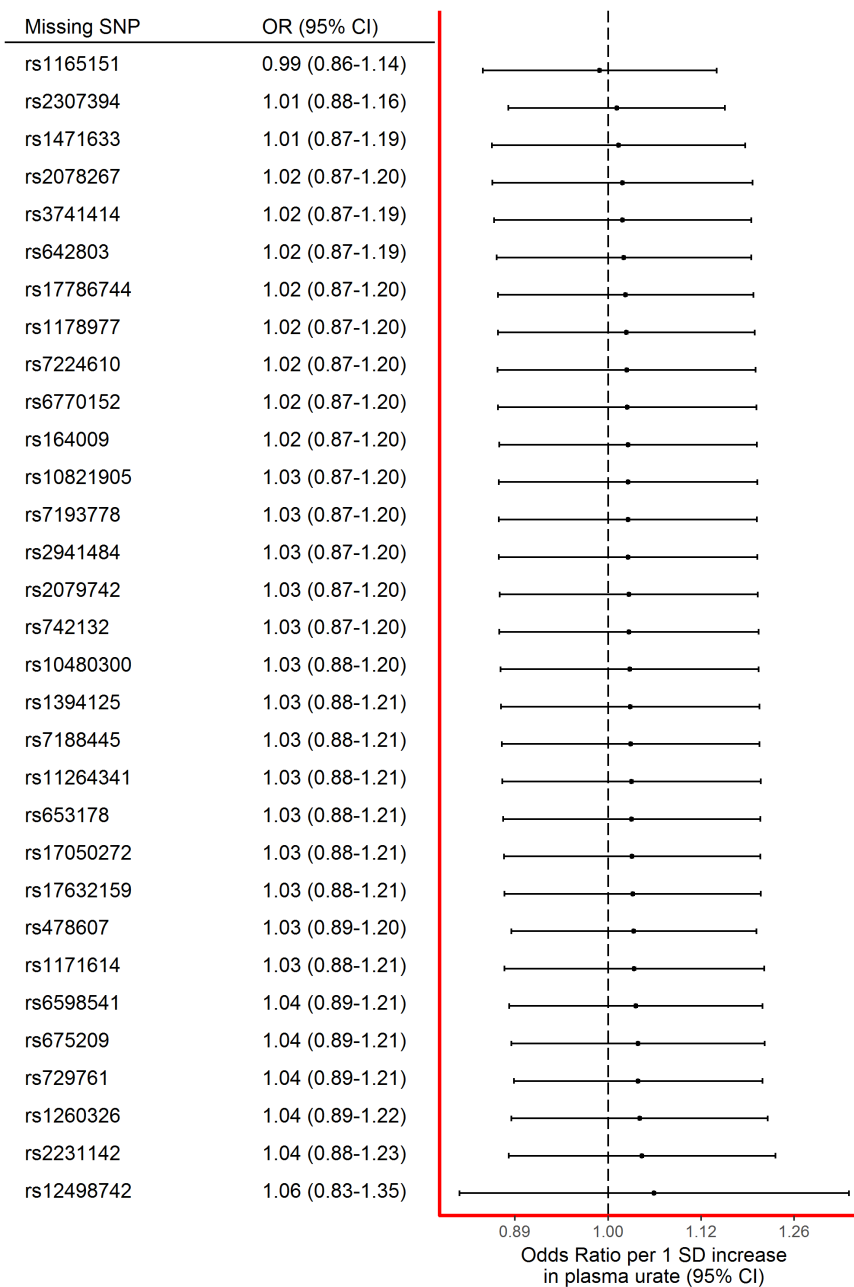 Missing SNP OR (95% CI)
rs1165151 0.99 (0.86-1.14)
rs2307394 1.01 (0.88-1.16)
rs1471633 1.01 (0.87-1.19)
rs2078267 1.02 (0.87-1.20)
rs3741414 1.02 (0.87-1.19)
rs642803 1.02 (0.87-1.19)
rs17786744 1.02 (0.87-1.20)
rs1178977 1.02 (0.87-1.20)
rs7224610 1.02 (0.87-1.20)
rs6770152 1.02 (0.87-1.20)
rs164009 1.02 (0.87-1.20)
rs10821905 1.03 (0.87-1.20)
rs7193778 1.03 (0.87-1.20)
rs2941484 1.03 (0.87-1.20)
rs2079742 1.03 (0.87-1.20)
rs742132 1.03 (0.87-1.20)
rs10480300 1.03 (0.88-1.20)
rs1394125 1.03 (0.88-1.21)
rs7188445 1.03 (0.88-1.21)
rs11264341 1.03 (0.88-1.21)
rs653178 1.03 (0.88-1.21)
rs17050272 1.03 (0.88-1.21)
rs17632159 1.03 (0.88-1.21)
rs478607 1.03 (0.89-1.20)
rs1171614 1.03 (0.88-1.21)
rs6598541 1.04 (0.89-1.21)
rs675209 1.04 (0.89-1.21)
rs729761 1.04 (0.89-1.21)
rs1260326 1.04 (0.89-1.22)
rs2231142 1.04 (0.88-1.23)
rs12498742 1.06 (0.83-1.35)
0.89 1.00 1.12 1.26
Odds Ratio per 1 SD increase
in plasma urate (95% CI)